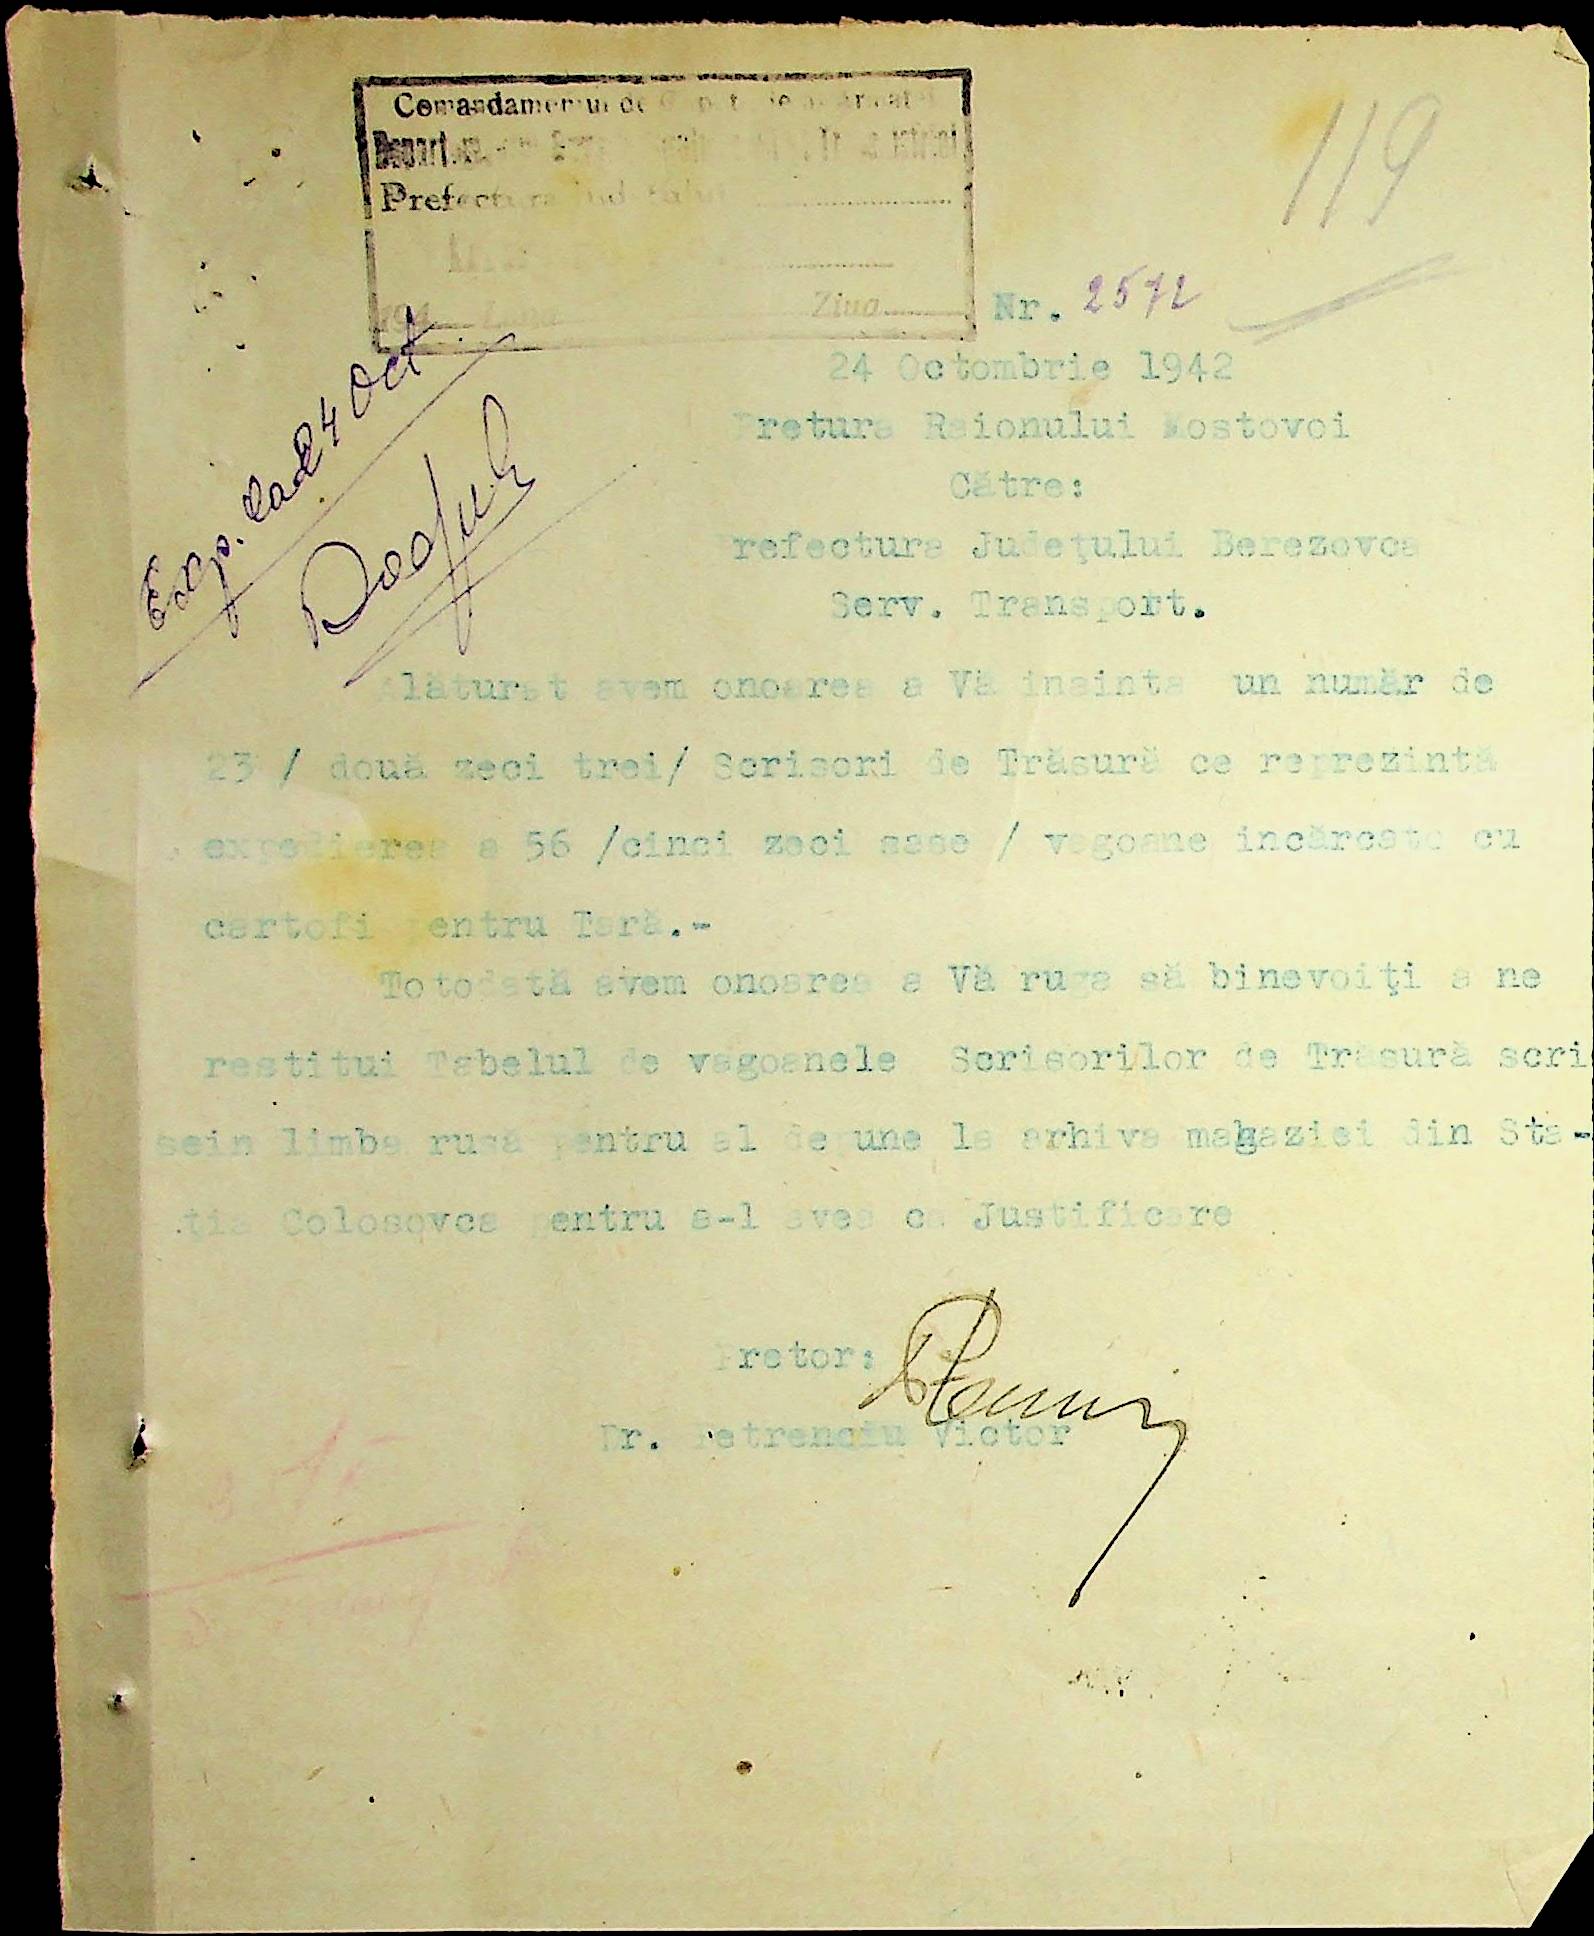 119
Prefectura Judetului
Ziua
Nr. 2572
24 Octombrie 1942
Pretura Raionului Mostovoi
Către:
Prefectura Judeţului Berezovca
Serv. Transport.
Exp. la 24 Oct
Alăturat avem onoarea a Vă inainta un număr de
23 / două zeci trei/ Scrisori de Trăsură ce reprezintă
expedierea a 56 /cinci zeci sase / vagoane incărcate cu
cartofi pentru Tară.-
Totodată avem onoarea a Vă ruga să binevoiţi a ne
restitui Tabelul de vagoanele Scrisorilor de Trăsură scri
sein limba rusă pentru al depune la arhiva magaziei din Sta-
ţia Colosovca pentru a-l avea ca Justificare
Pretor:
Dr. Petrenciu Victor